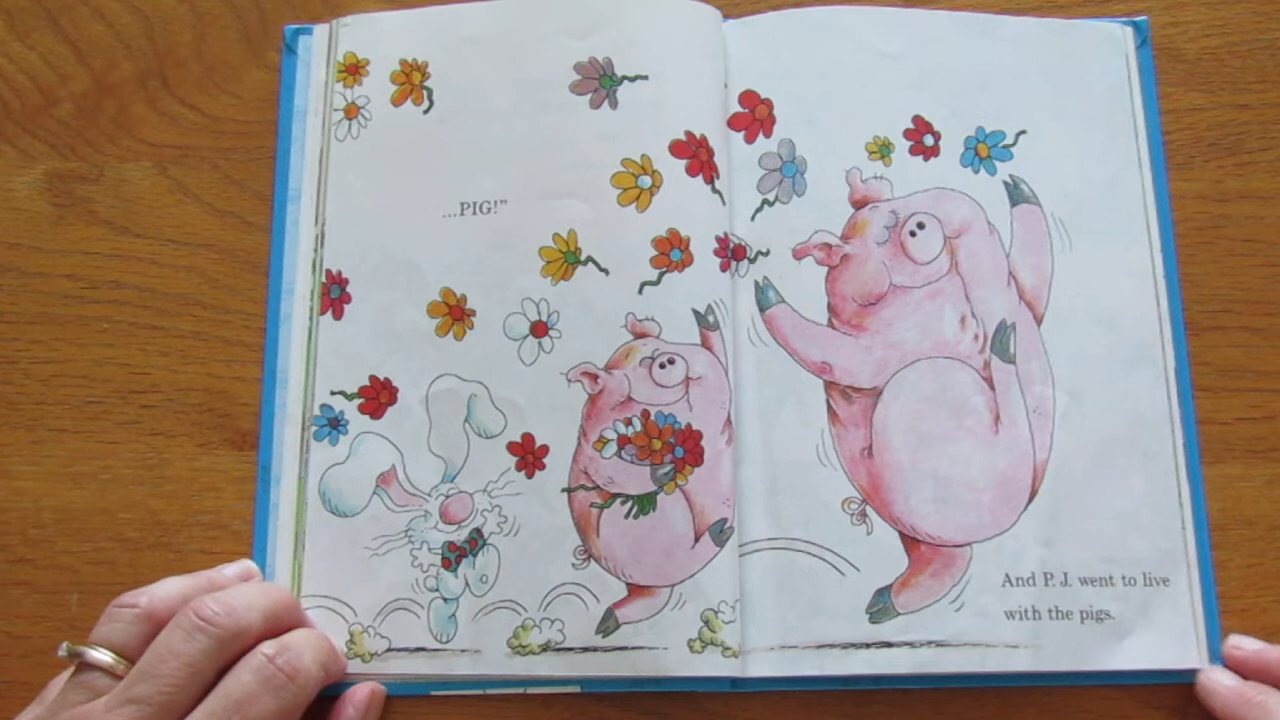 ...PIG!”
And P. J. went to live
with the pigs.